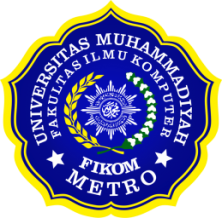 UNIVERSITAS MUHAMMADIYAH
FAKULTAS ILMU KOMPUTER
FIKOM
METRO